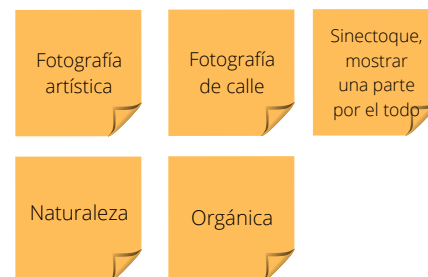 Fotografía
artística
Fotografía
de calle
Sinectoque,
mostrar
una parte
por el todo
Naturaleza
Orgánica